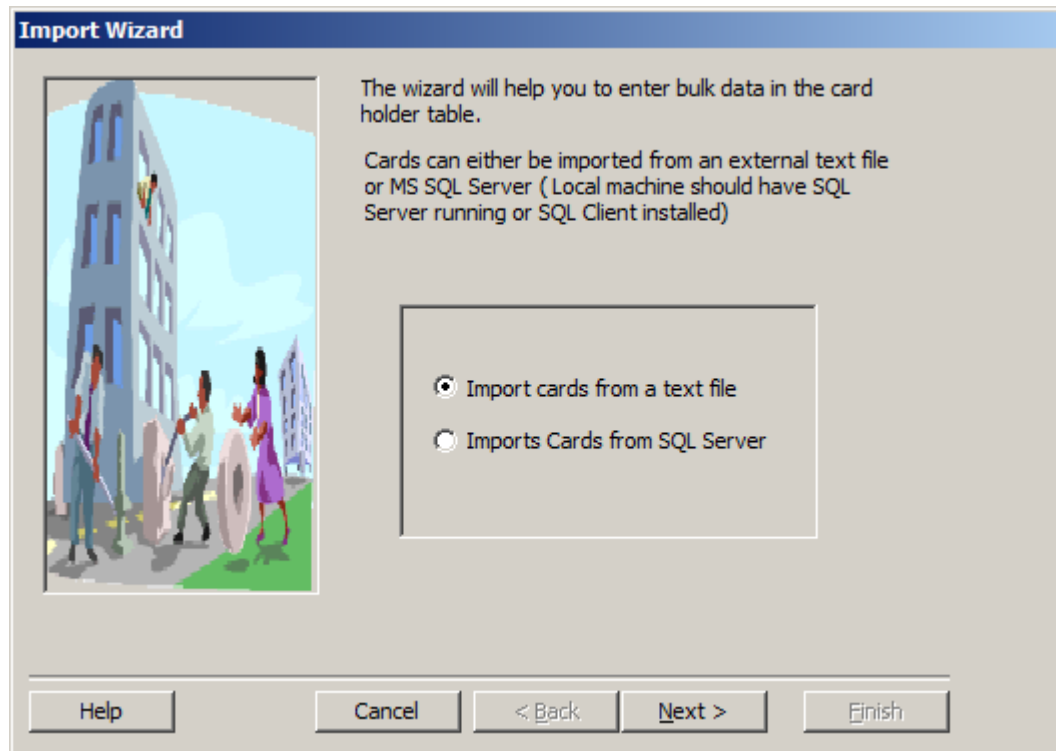 Import Wizard
The wizard will help you to enter bulk data in the card
holder table.
Cards can either be imported from an external text file
or MS SQL Server ( Local machine should have SQL
Server running or SQL Client installed)
Import cards from a text file
Imports Cards from SQL Server
Help
Cancel
< Back
Next >
Finish